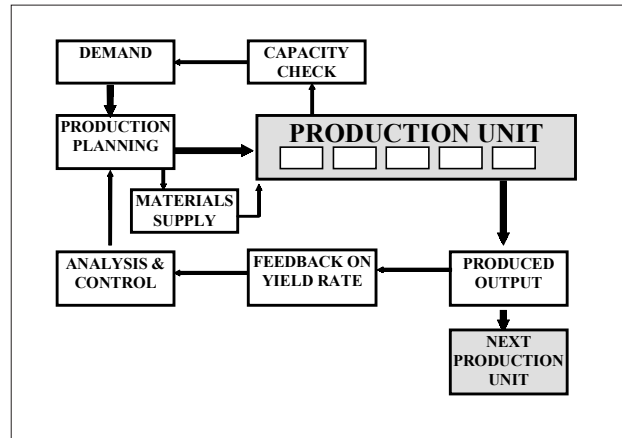 DEMAND
CAPACITY
CHECK
PRODUCTION
PLANNING
PRODUCTION UNIT
MATERIALS
SUPPLY
ANALYSIS &
CONTROL
FEEDBACK ON
YIELD RATE
PRODUCED
OUTPUT
NEXT
PRODUCTION
UNIT